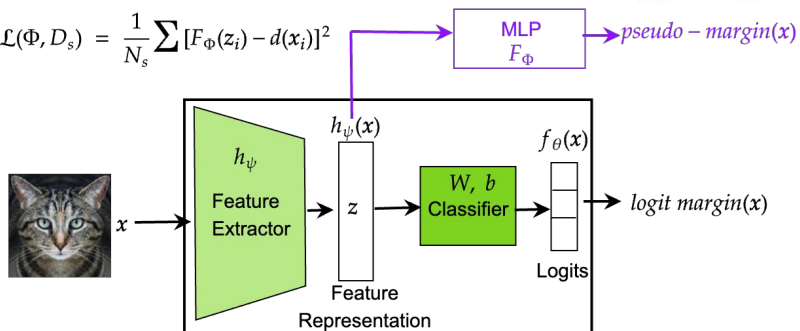 ℒ(Φ, D_s) = 1/N_s ∑ [F_Φ(z_i) − d(x_i)]²
MLP
F_Φ
pseudo − margin(x)
h_ψ(x)
f_θ(x)
h_ψ
Feature
Extractor
x
z
W, b
Classifier
logit margin(x)
Logits
Feature
Representation